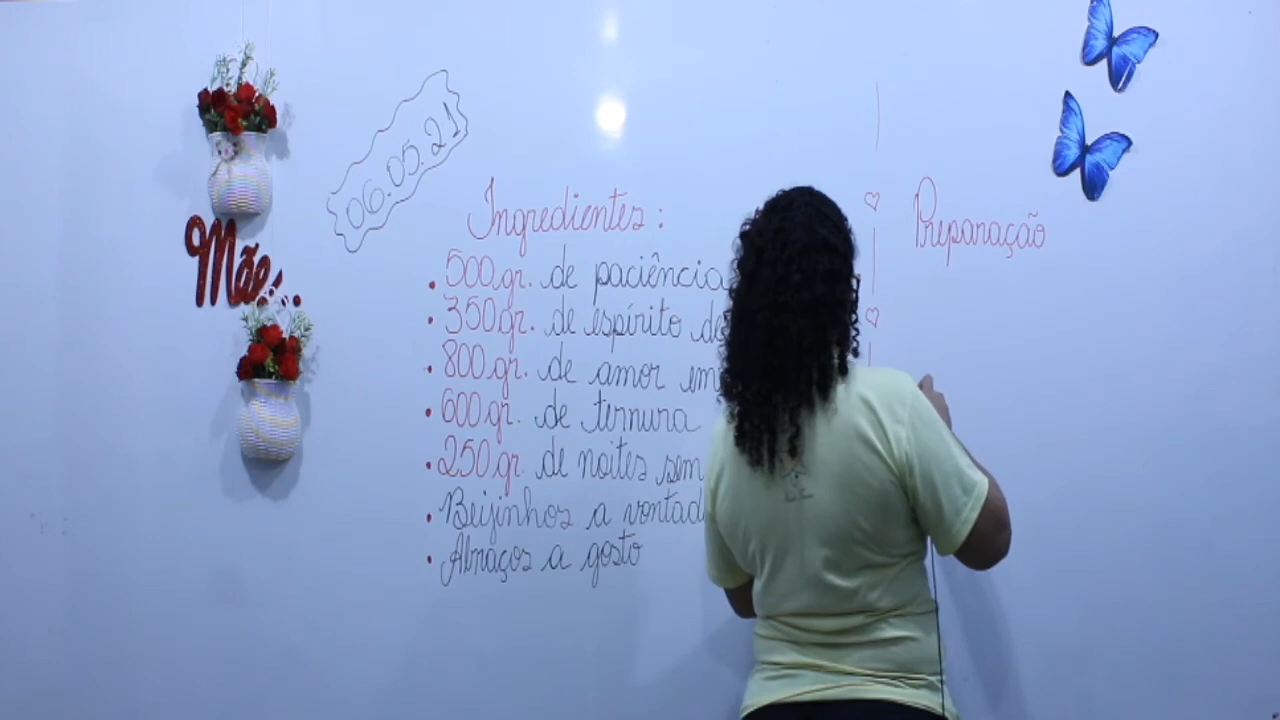 06.05.21
Ingredientes:
• 500gr. de paciência
• 350gr. de espírito de
• 800gr. de amor em
• 600gr. de ternura
• 250gr. de noites sem
• Beijinhos a vontad
• Abraços a gosto
Preparação
Mãe